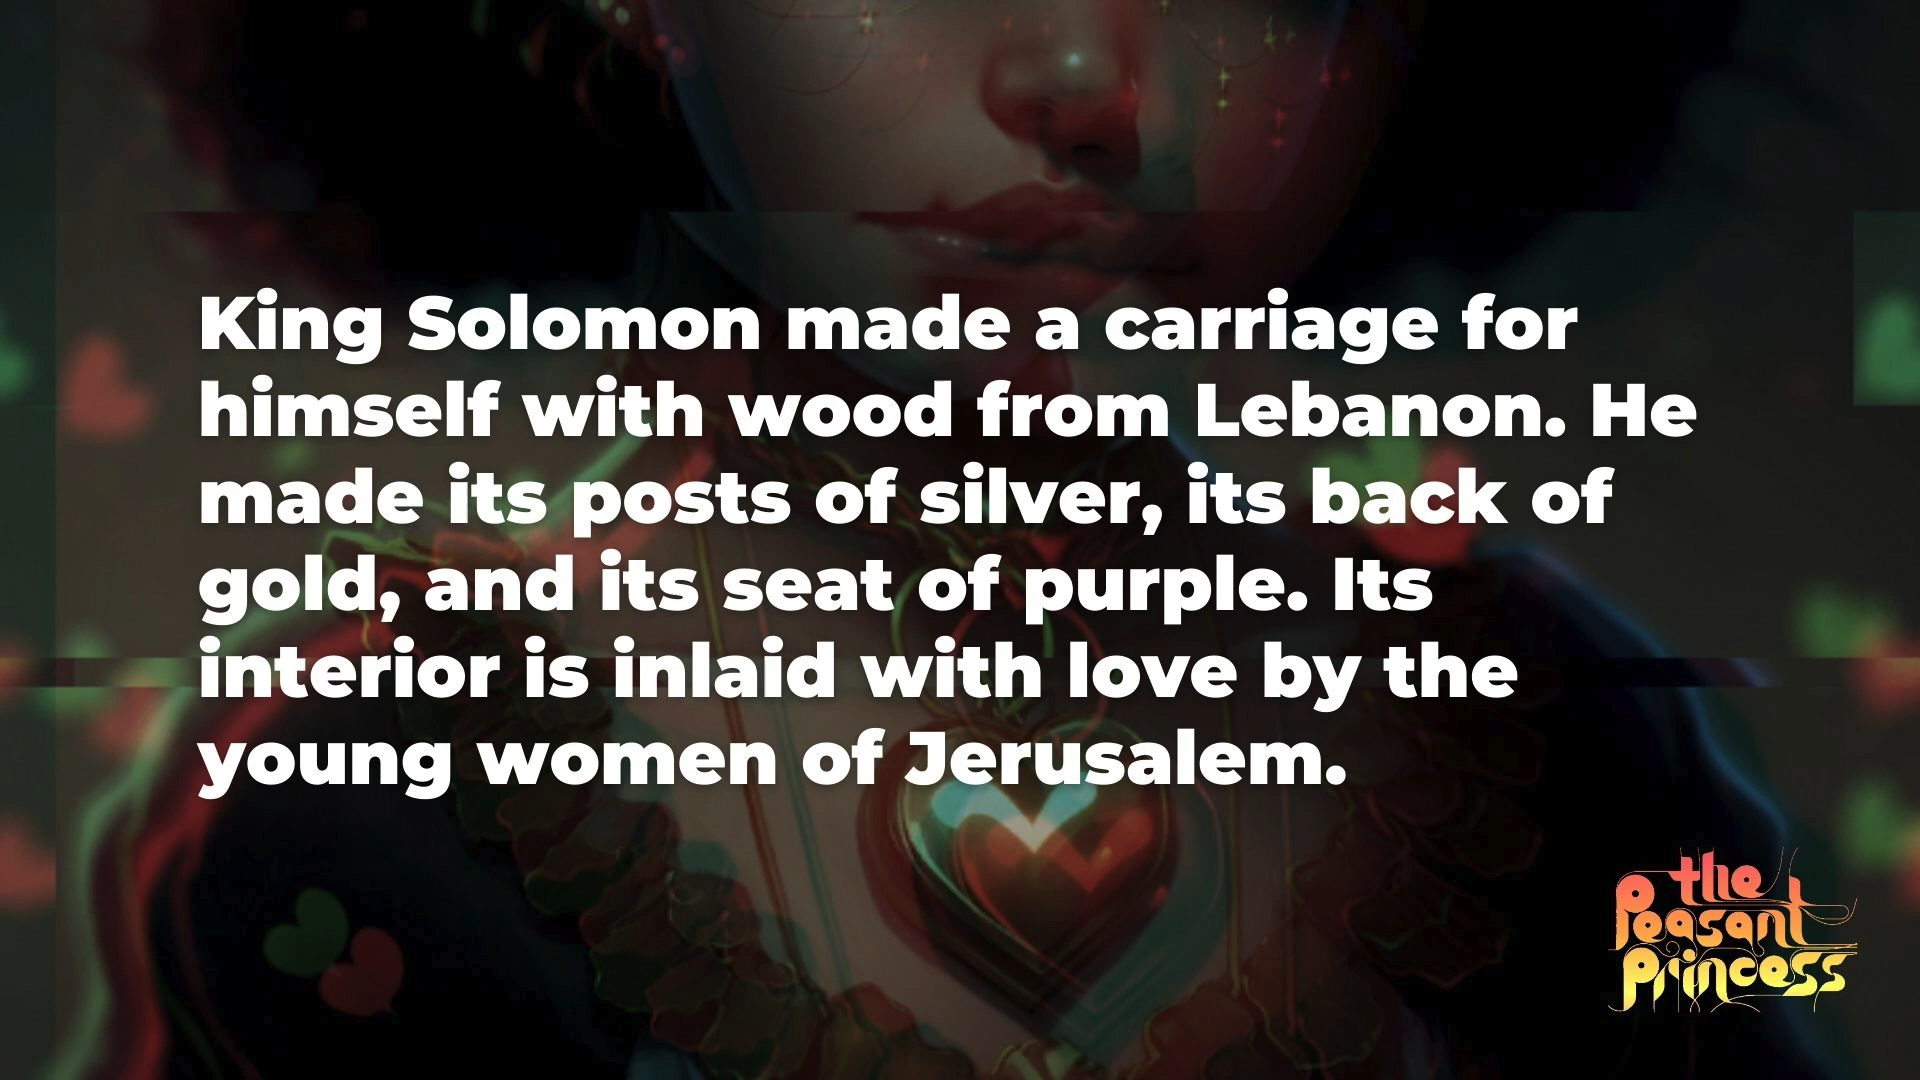 King Solomon made a carriage for
himself with wood from Lebanon. He
made its posts of silver, its back of
gold, and its seat of purple. Its
interior is inlaid with love by the
young women of Jerusalem.
the
Peasant
Princess